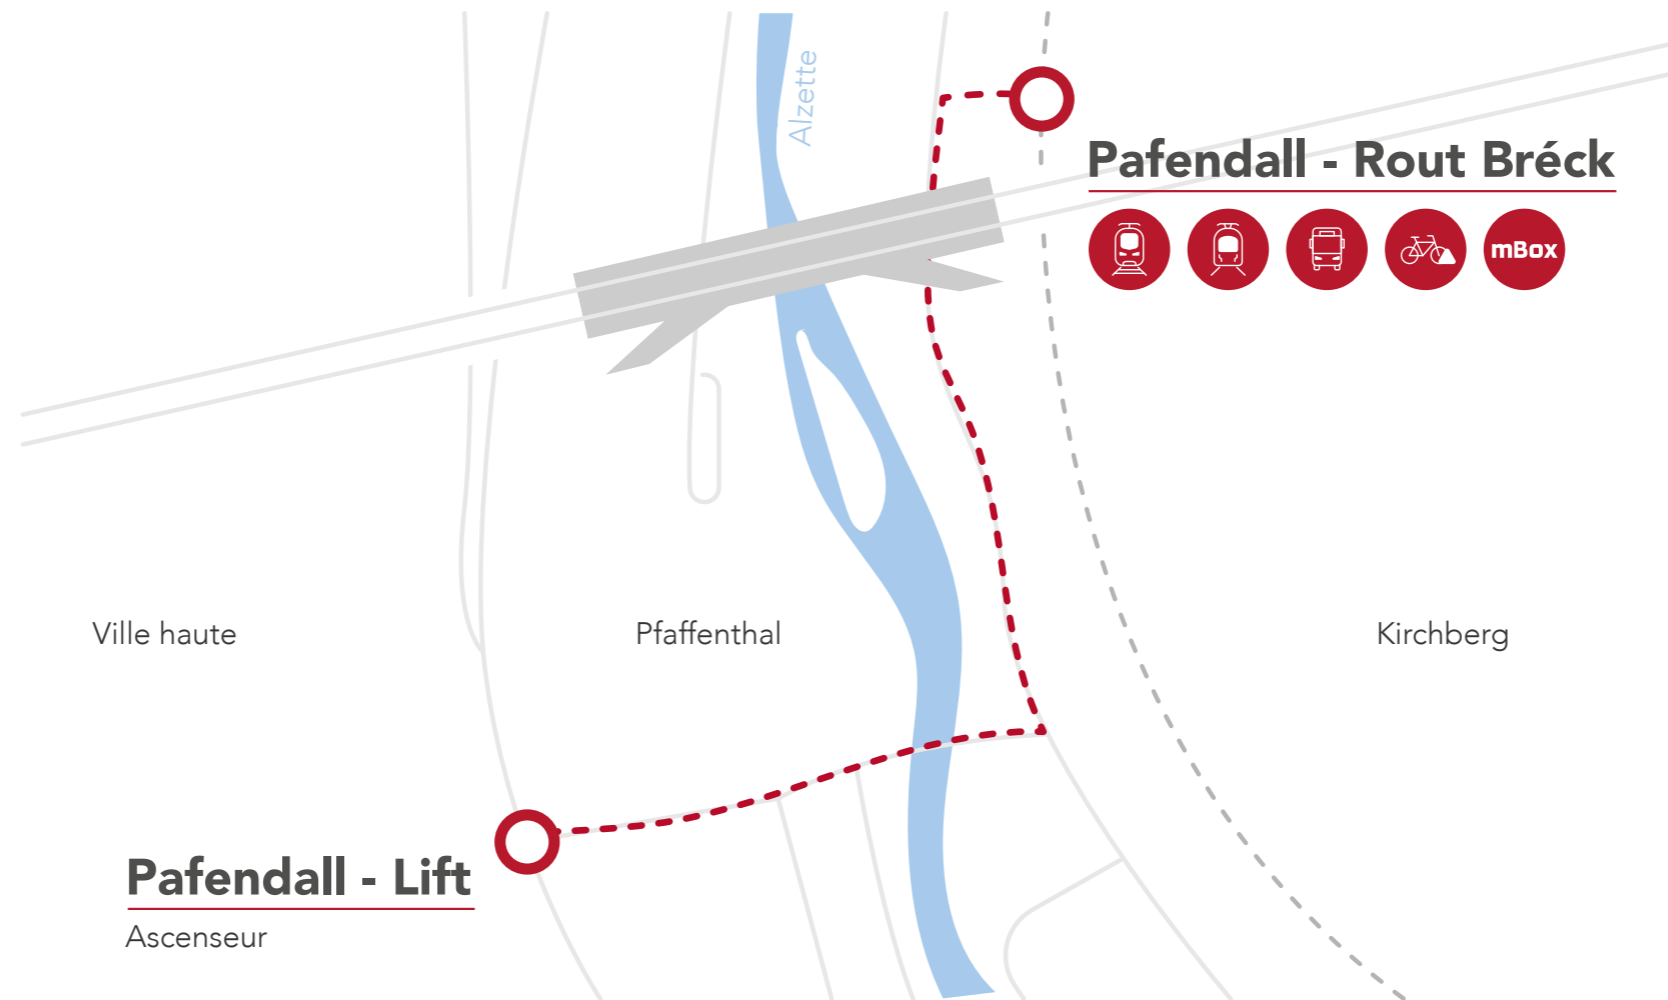 Alzette
Pafendall - Rout Bréck
mBox
Ville haute
Pfaffenthal
Kirchberg
Pafendall - Lift
Ascenseur